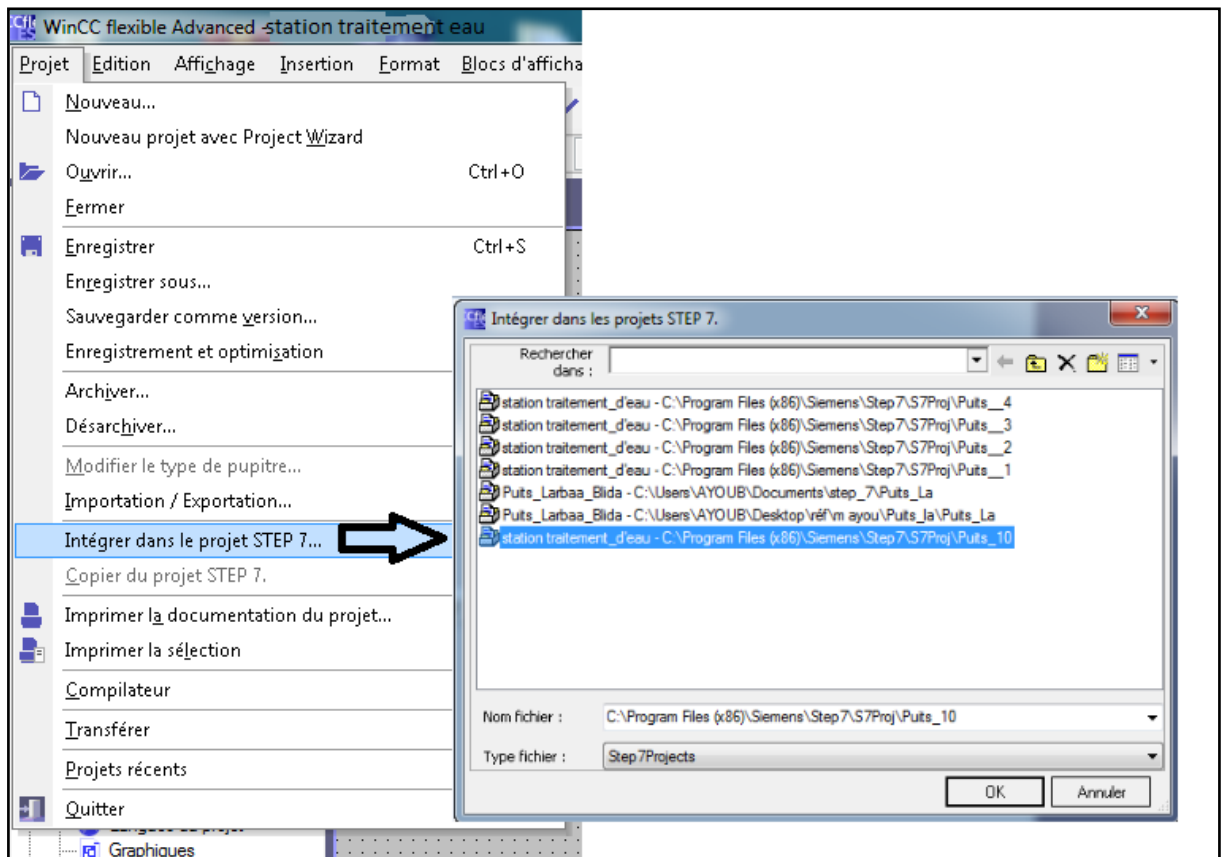 WinCC flexible Advanced -station traitement eau
Projet Edition Affichage Insertion Format Blocs d'afficha
Nouveau...
Nouveau projet avec Project Wizard
Ouvrir... Ctrl+O
Fermer
Enregistrer Ctrl+S
Enregistrer sous...
Sauvegarder comme version...
Enregistrement et optimisation
Archiver...
Désarchiver...
Modifier le type de pupitre...
Importation / Exportation...
Intégrer dans le projet STEP 7...
Copier du projet STEP 7.
Imprimer la documentation du projet...
Imprimer la sélection
Compilateur
Transférer
Projets récents
Quitter
Graphiques
Intégrer dans les projets STEP 7.
Rechercher
dans :
station traitement_d'eau - C:\Program Files (x86)\Siemens\Step7\S7Proj\Puits__4
station traitement_d'eau - C:\Program Files (x86)\Siemens\Step7\S7Proj\Puits__3
station traitement_d'eau - C:\Program Files (x86)\Siemens\Step7\S7Proj\Puits__2
station traitement_d'eau - C:\Program Files (x86)\Siemens\Step7\S7Proj\Puits__1
Puits_Larbaa_Blida - C:\Users\AYOUB\Documents\step_7\Puits_La
Puits_Larbaa_Blida - C:\Users\AYOUB\Desktop\réf\m ayou\Puits_la\Puits_La
station traitement_d'eau - C:\Program Files (x86)\Siemens\Step7\S7Proj\Puits_10
Nom fichier : C:\Program Files (x86)\Siemens\Step7\S7Proj\Puits_10
Type fichier : Step7Projects
OK Annuler